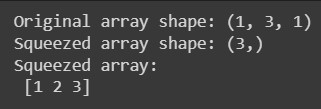 Original array shape: (1, 3, 1)
Squeezed array shape: (3,)
Squeezed array:
 [1 2 3]